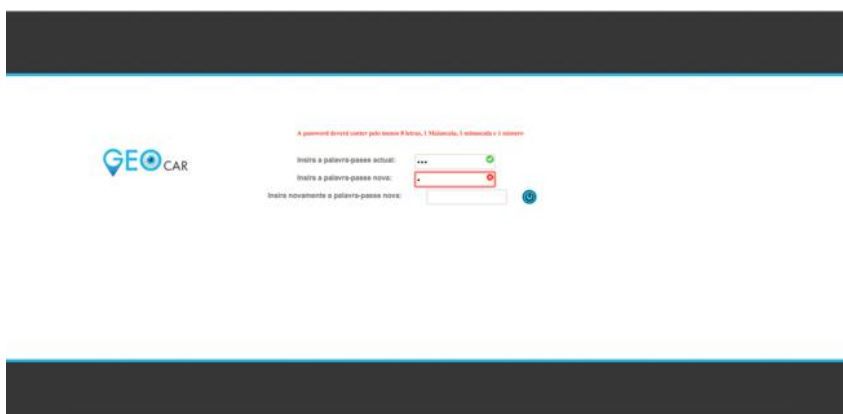 A password deverá conter pelo menos 8 letras, 1 Maiúscula, 1 minuscula e 1 número
GEO CAR
Insira a palavra-passe actual:
Insira a palavra-passe nova:
Insira novamente a palavra-passe nova: